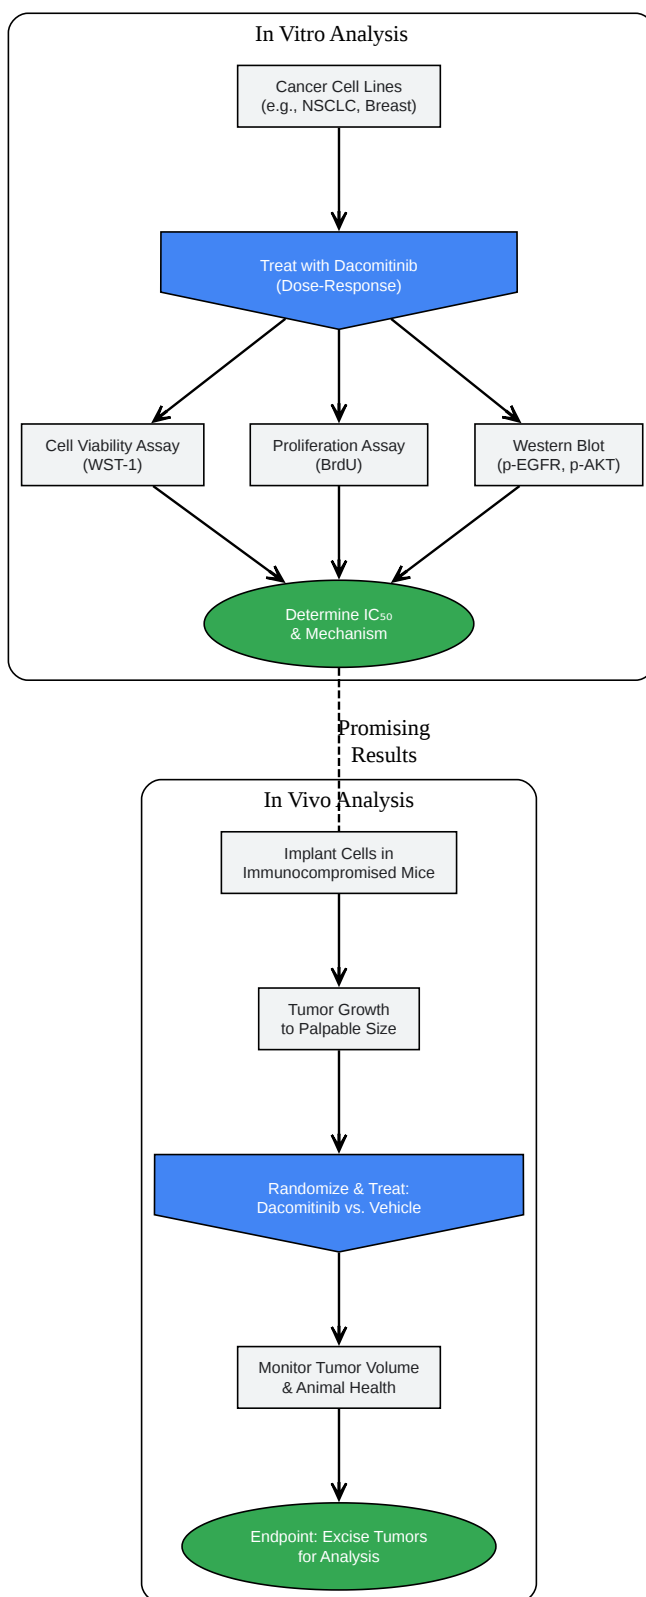 In Vitro Analysis
Cancer Cell Lines
(e.g., NSCLC, Breast)
Treat with Dacomitinib
(Dose-Response)
Cell Viability Assay
(WST-1)
Proliferation Assay
(BrdU)
Western Blot
(p-EGFR, p-AKT)
Determine IC₅₀
& Mechanism
Promising
Results
In Vivo Analysis
Implant Cells in
Immunocompromised Mice
Tumor Growth
to Palpable Size
Randomize & Treat:
Dacomitinib vs. Vehicle
Monitor Tumor Volume
& Animal Health
Endpoint: Excise Tumors
for Analysis